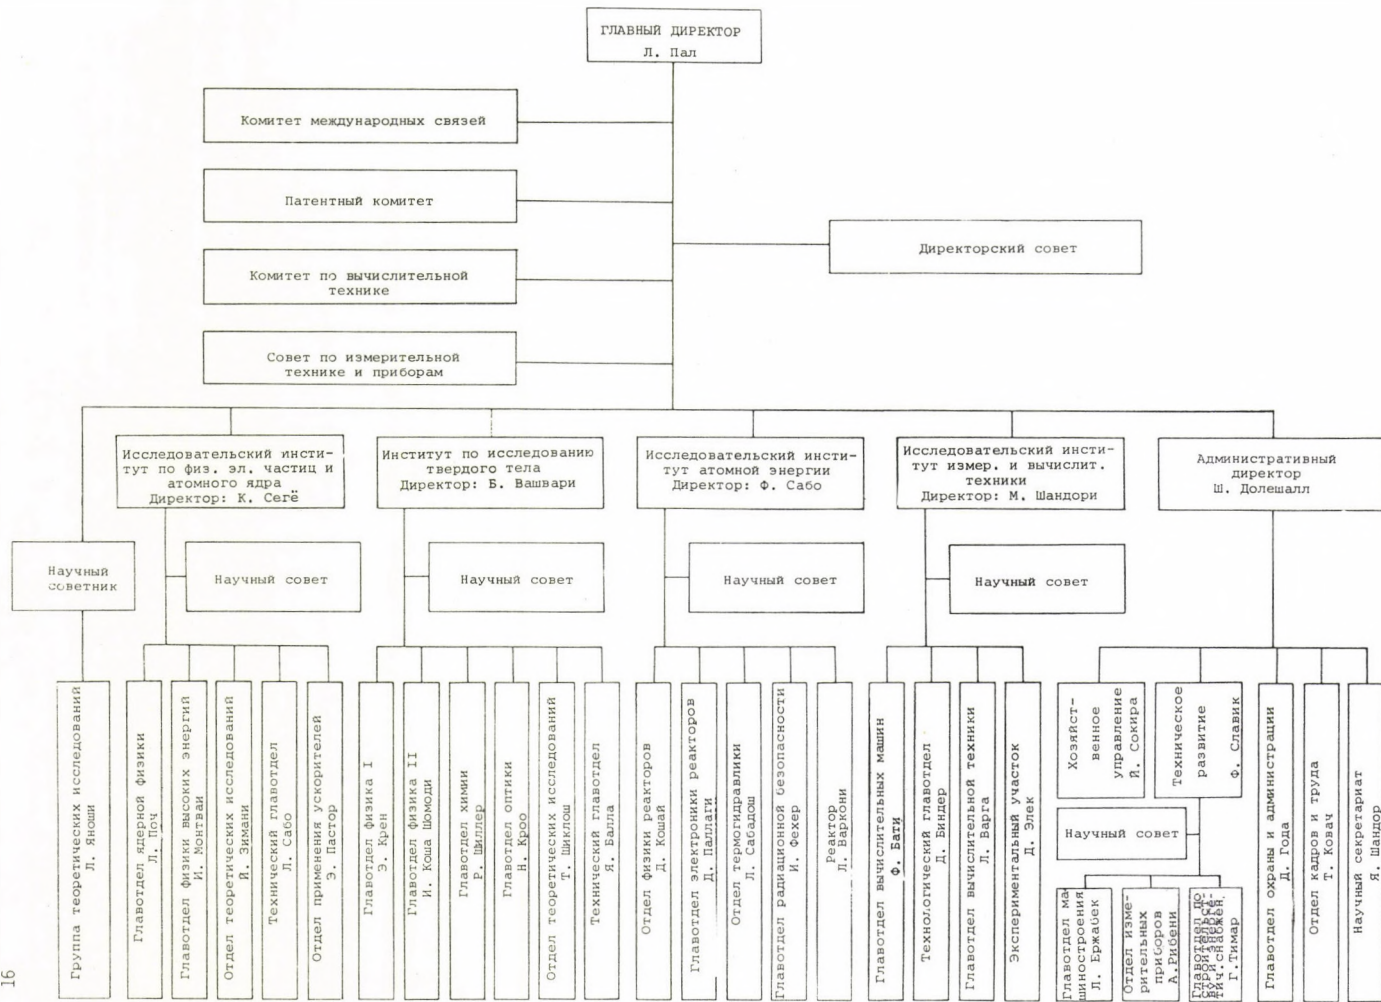 ГЛАВНЫЙ ДИРЕКТОР
Л. Пал
Комитет международных связей
Патентный комитет
Директорский совет
Комитет по вычислительной
технике
Совет по измерительной
технике и приборам
Исследовательский инсти-
тут по физ. эл. частиц и
атомного ядра
Директор: К. Сегё
Институт по исследованию
твердого тела
Директор: Б. Вашвари
Исследовательский инсти-
тут атомной энергии
Директор: Ф. Сабо
Исследовательский инсти-
тут измер. и вычислит.
техники
Директор: М. Шандори
Административный
директор
Ш. Долешалл
Научный
советник
Научный совет
Научный совет
Научный совет
Научный совет
Группа теоретических исследований
Л. Яноши
Главотдел ядерной физики
Л. Поч
Главотдел физики высоких энергий
И. Монтваи
Отдел теоретических исследований
Й. Зимани
Технический главотдел
Л. Сабо
Отдел применения ускорителей
Э. Пастор
Главотдел физика I
Э. Крен
Главотдел физика II
И. Коша Шомоди
Главотдел химии
Р. Шиллер
Главотдел оптики
Н. Кроо
Отдел теоретических исследований
Т. Шиклош
Технический главотдел
Я. Балла
Отдел физики реакторов
Д. Кошай
Главотдел электроники реакторов
Д. Паллаги
Отдел термогидравлики
Л. Сабадош
Главотдел радиационной безопасности
И. Фехер
Реактор
Л. Варкони
Главотдел вычислительных машин
Ф. Бати
Технологический главотдел
Д. Биндер
Главотдел вычислительной техники
Л. Варга
Экспериментальный участок
Д. Элек
Хозяйст-
венное
управление
Й. Сокира
Техническое
развитие
Ф. Славик
Научный совет
Главотдел ма
шиностроения
Л. Ержабек
Отдел изме-
рительных
приборов
А.Рибени
Главотдел по
строительст-
ву и энерге-
тич.снабжен.
Г.Тимар
Главотдел охраны и администрации
Д. Года
Отдел кадров и труда
Т. Ковач
Научный секретариат
Я. Шандор
16